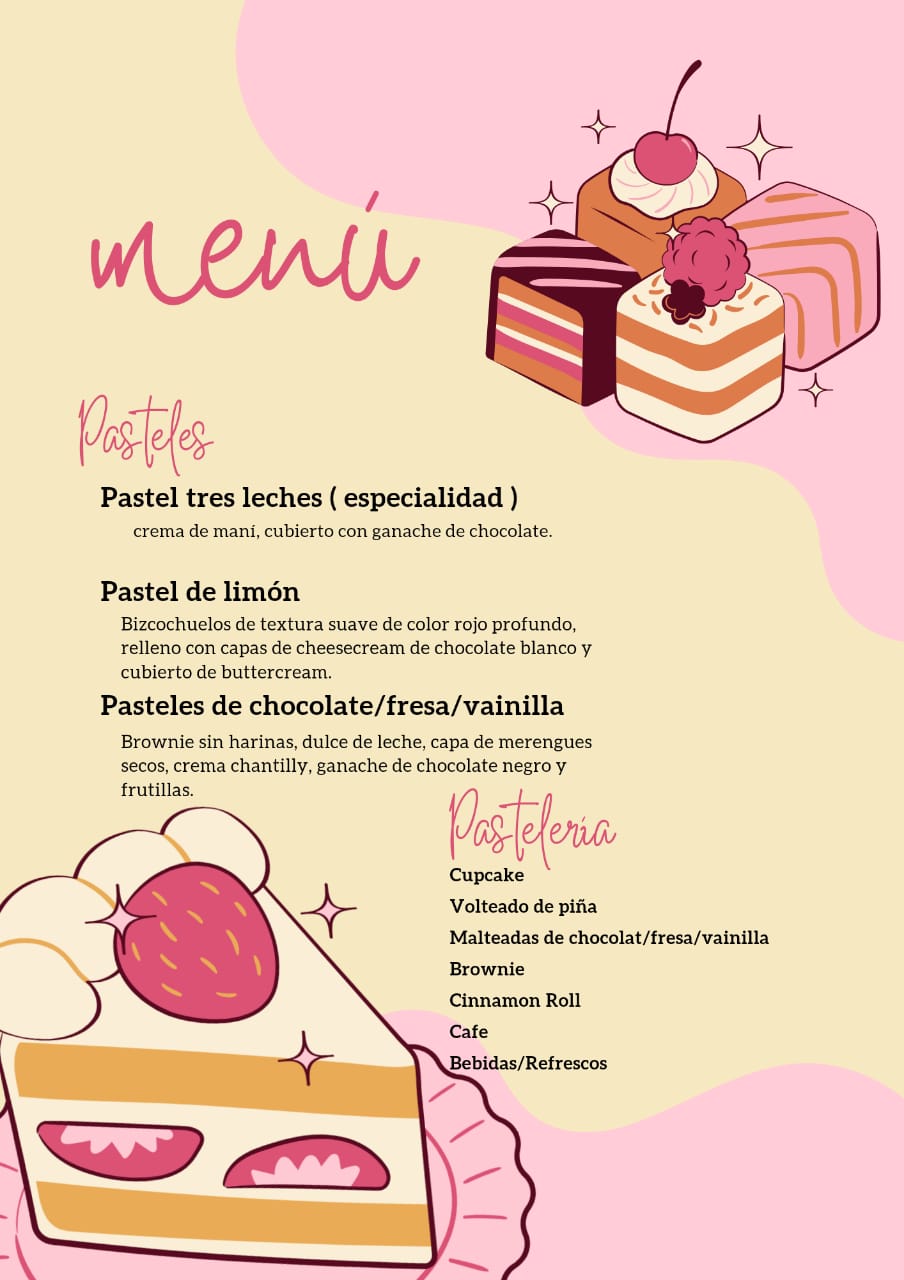 menú
Pasteles
Pastel tres leches ( especialidad )
crema de maní, cubierto con ganache de chocolate.
Pastel de limón
Bizcochuelos de textura suave de color rojo profundo,
relleno con capas de cheesecream de chocolate blanco y
cubierto de buttercream.
Pasteles de chocolate/fresa/vainilla
Brownie sin harinas, dulce de leche, capa de merengues
secos, crema chantilly, ganache de chocolate negro y
frutillas.
Pastelería
Cupcake
Volteado de piña
Malteadas de chocolat/fresa/vainilla
Brownie
Cinnamon Roll
Cafe
Bebidas/Refrescos